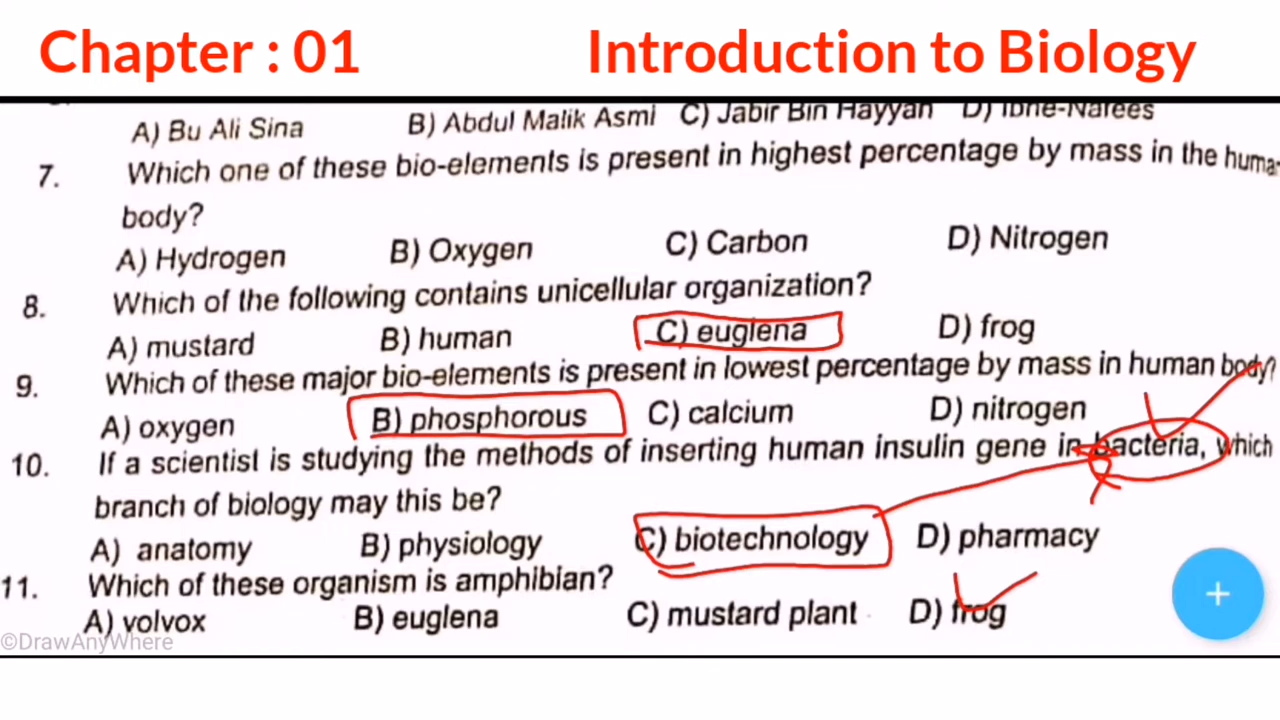 Chapter : 01 Introduction to Biology
A) Bu Ali Sina B) Abdul Malik Asmi C) Jabir Bin Hayyan D) Ibne-Nafees
7. Which one of these bio-elements is present in highest percentage by mass in the human
body?
A) Hydrogen B) Oxygen C) Carbon D) Nitrogen
8. Which of the following contains unicellular organization?
A) mustard B) human C) euglena D) frog
9. Which of these major bio-elements is present in lowest percentage by mass in human body?
A) oxygen B) phosphorous C) calcium D) nitrogen
10. If a scientist is studying the methods of inserting human insulin gene in bacteria, which
branch of biology may this be?
A) anatomy B) physiology C) biotechnology D) pharmacy
11. Which of these organism is amphibian?
A) volvox B) euglena C) mustard plant D) frog
©DrawAnyWhere